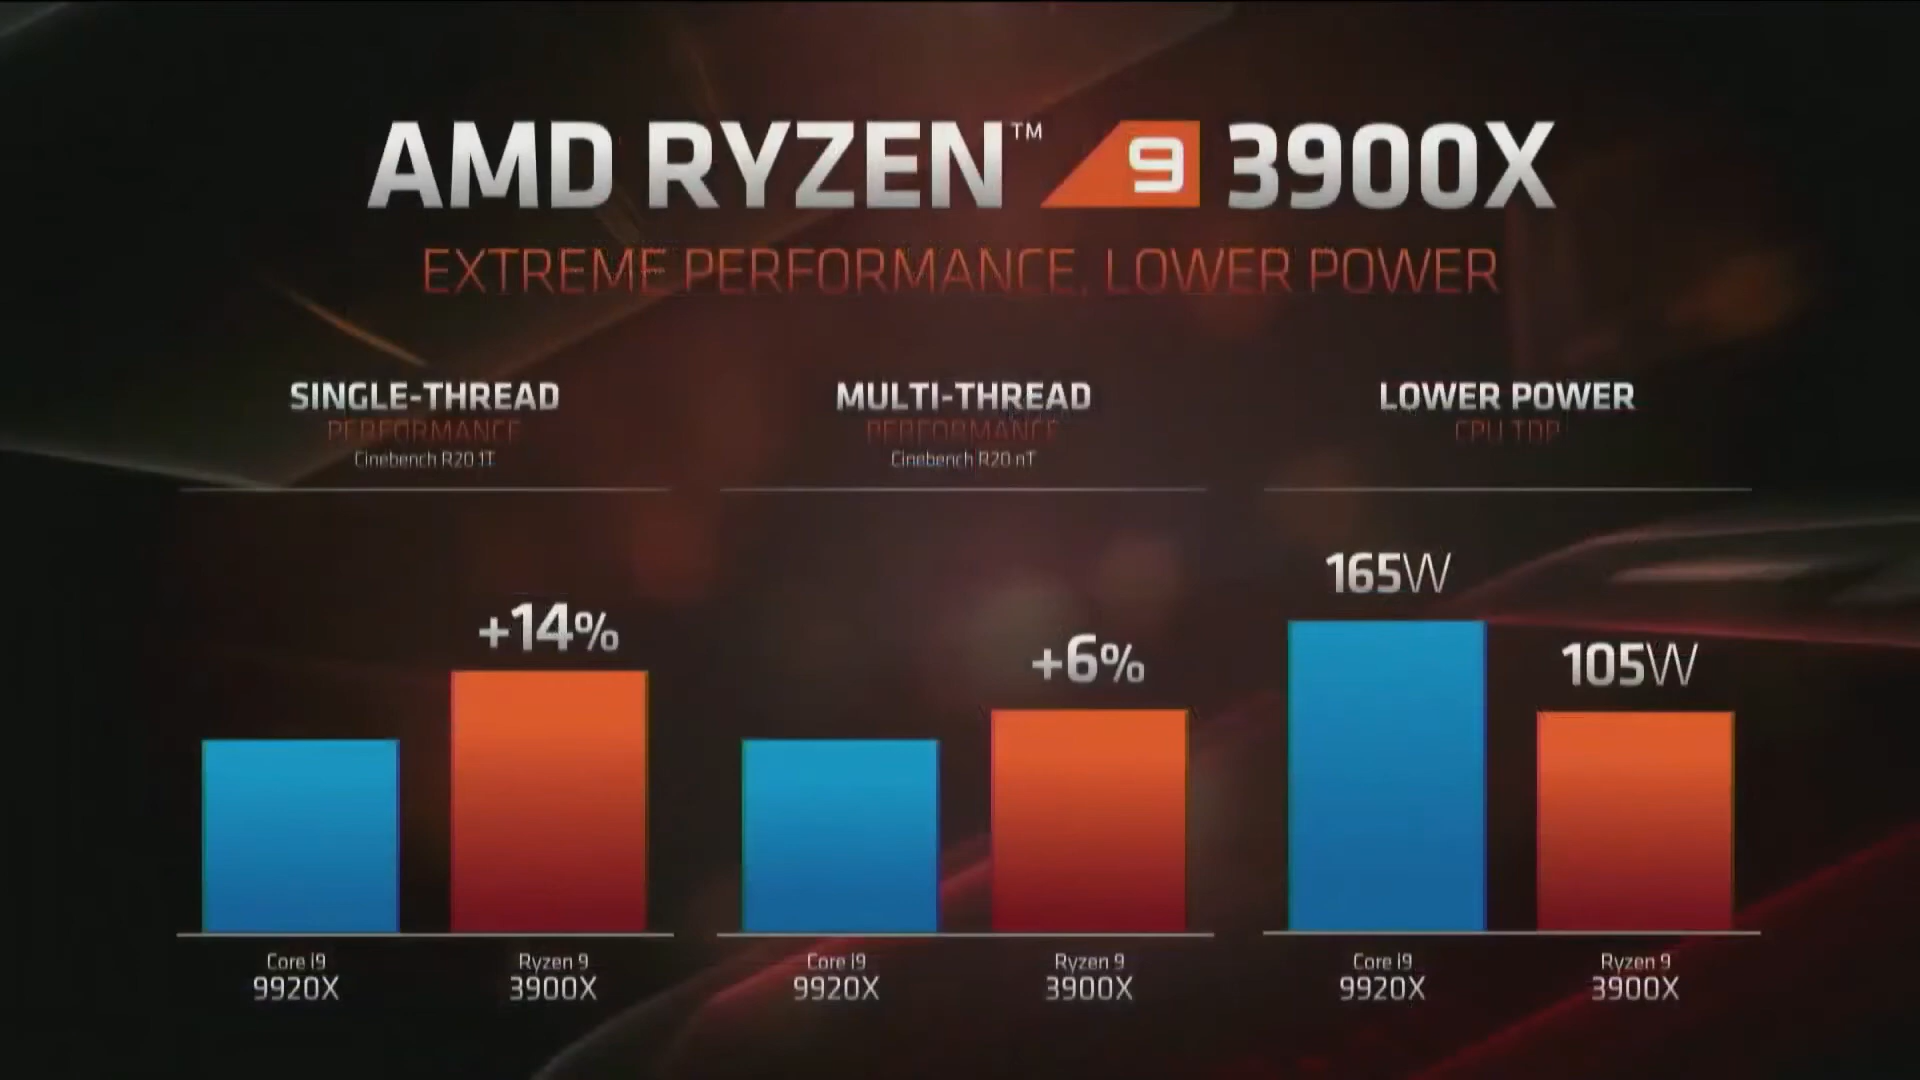 AMD RYZEN™ 9 3900X
EXTREME PERFORMANCE, LOWER POWER
SINGLE-THREAD
PERFORMANCE
Cinebench R20 1T
MULTI-THREAD
PERFORMANCE
Cinebench R20 nT
LOWER POWER
CPU TDP
+14%
+6%
165W
105W
Core i9
9920X
Ryzen 9
3900X
Core i9
9920X
Ryzen 9
3900X
Core i9
9920X
Ryzen 9
3900X